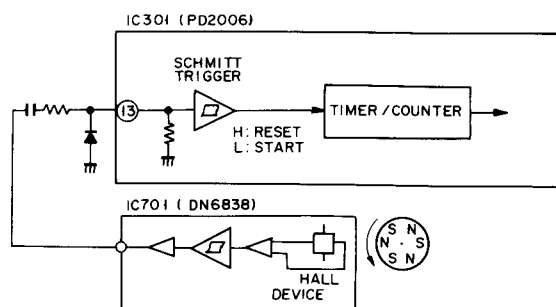 IC301 (PD2006)
SCHMITT
TRIGGER
13
TIMER/COUNTER
H: RESET
L: START
IC701 (DN6838)
HALL
DEVICE
S N
N S
S N